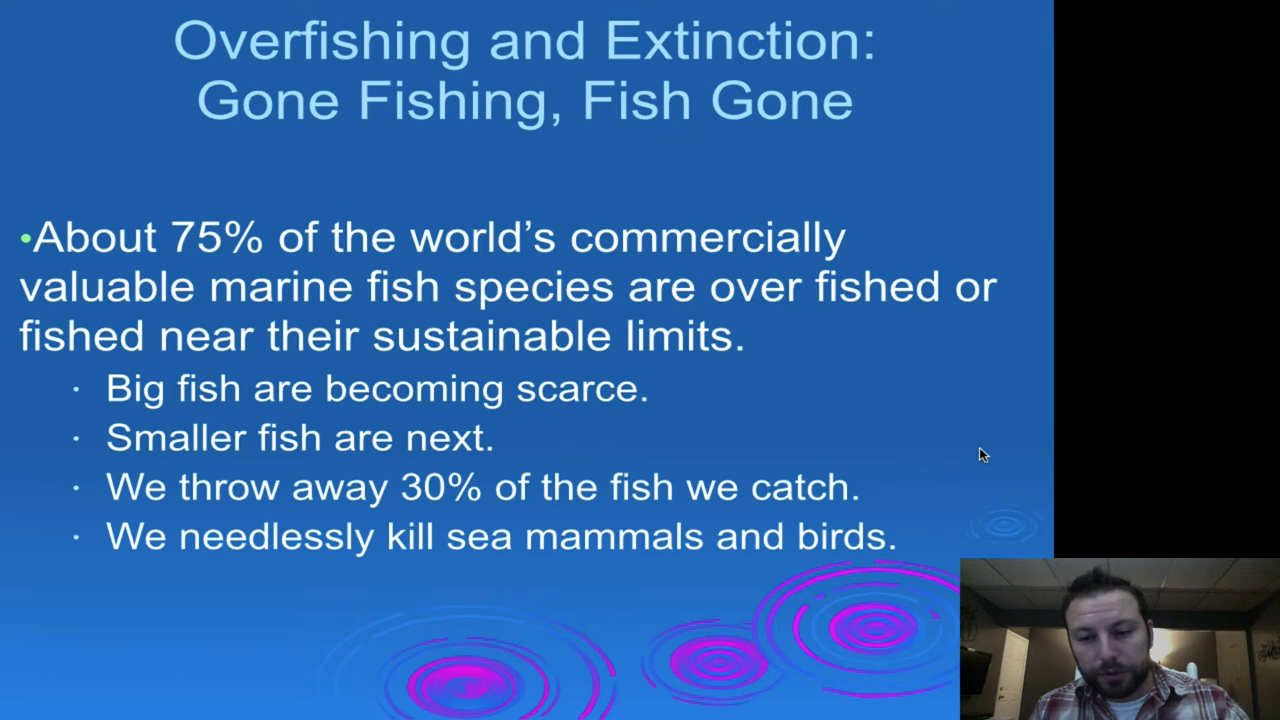 Overfishing and Extinction:
Gone Fishing, Fish Gone
•About 75% of the world’s commercially
valuable marine fish species are over fished or
fished near their sustainable limits.
· Big fish are becoming scarce.
· Smaller fish are next.
· We throw away 30% of the fish we catch.
· We needlessly kill sea mammals and birds.